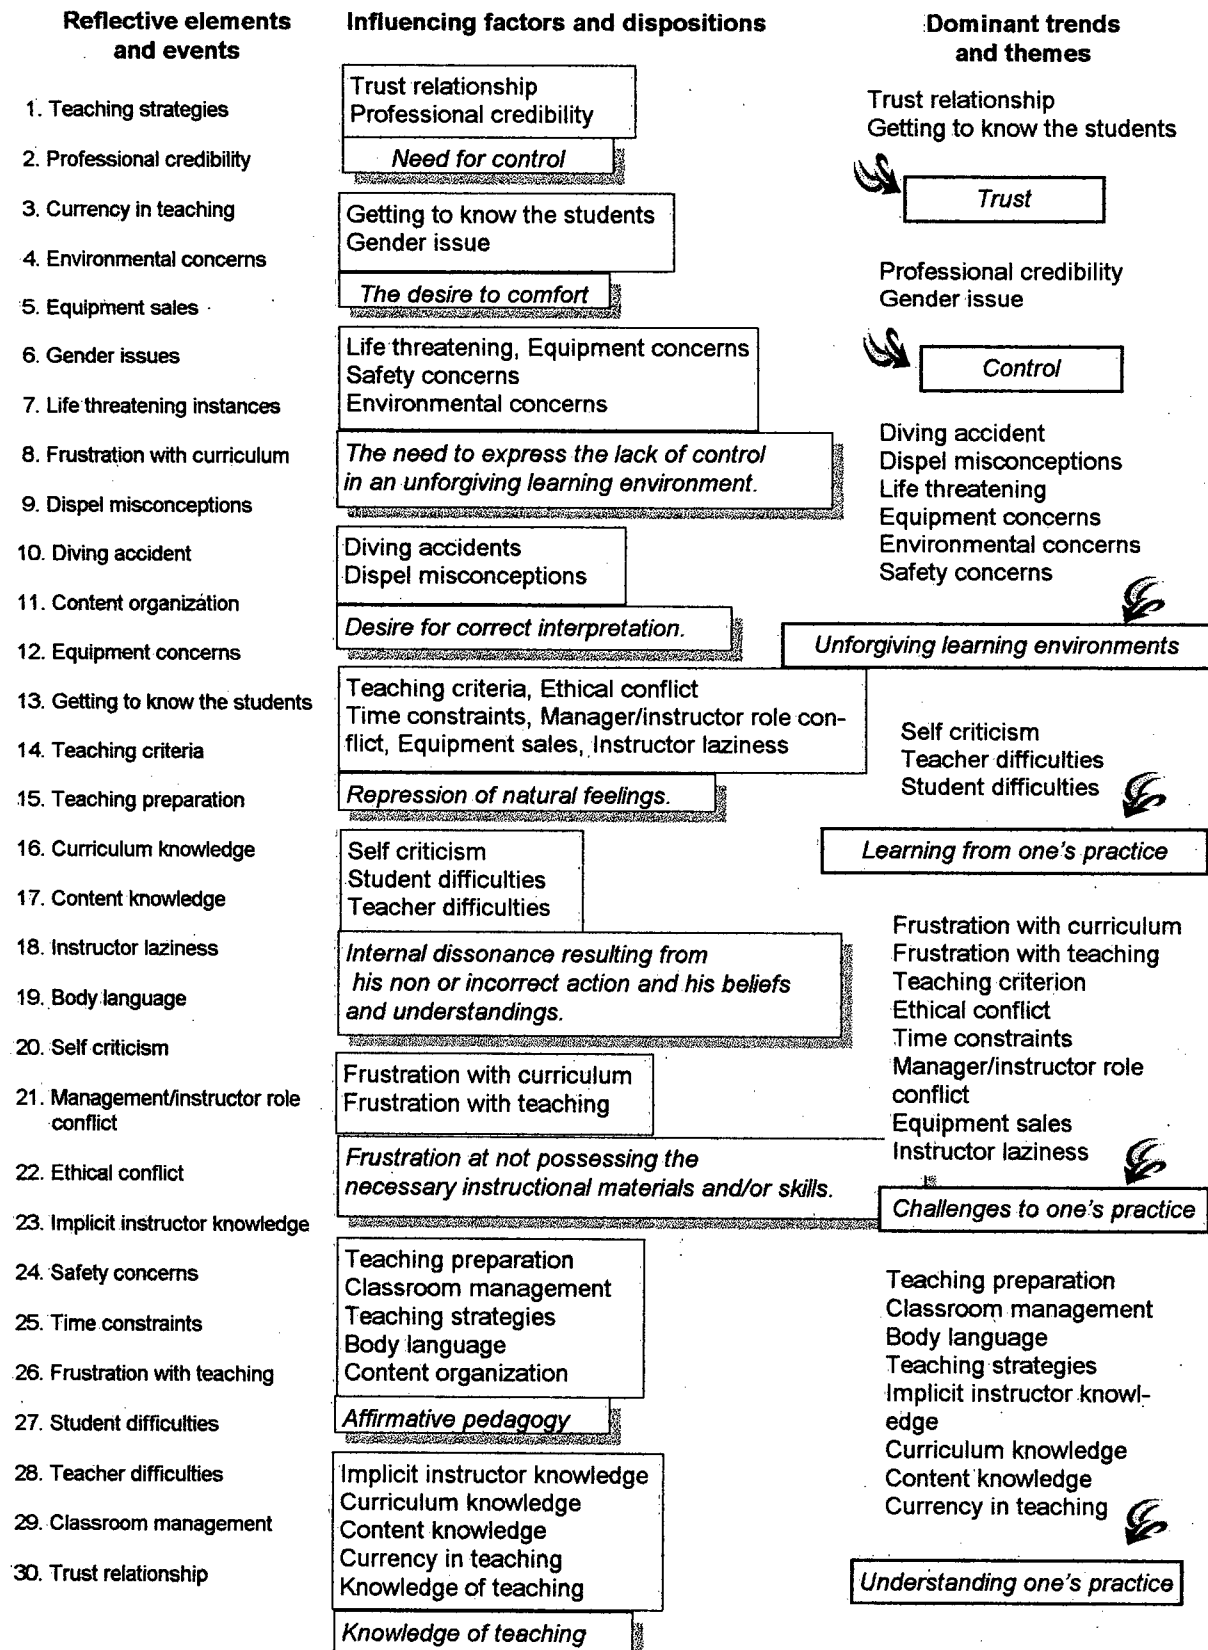 Reflective elements
and events
1. Teaching strategies
2. Professional credibility
3. Currency in teaching
4. Environmental concerns
5. Equipment sales
6. Gender issues
7. Life threatening instances
8. Frustration with curriculum
9. Dispel misconceptions
10. Diving accident
11. Content organization
12. Equipment concerns
13. Getting to know the students
14. Teaching criteria
15. Teaching preparation
16. Curriculum knowledge
17. Content knowledge
18. Instructor laziness
19. Body language
20. Self criticism
21. Management/instructor role
conflict
22. Ethical conflict
23. Implicit instructor knowledge
24. Safety concerns
25. Time constraints
26. Frustration with teaching
27. Student difficulties
28. Teacher difficulties
29. Classroom management
30. Trust relationship
Influencing factors and dispositions
Trust relationship
Professional credibility
Need for control
Getting to know the students
Gender issue
The desire to comfort
Life threatening, Equipment concerns
Safety concerns
Environmental concerns
The need to express the lack of control
in an unforgiving learning environment.
Diving accidents
Dispel misconceptions
Desire for correct interpretation.
Teaching criteria, Ethical conflict
Time constraints, Manager/instructor role con-
flict, Equipment sales, Instructor laziness
Repression of natural feelings.
Self criticism
Student difficulties
Teacher difficulties
Internal dissonance resulting from
his non or incorrect action and his beliefs
and understandings.
Frustration with curriculum
Frustration with teaching
Frustration at not possessing the
necessary instructional materials and/or skills.
Teaching preparation
Classroom management
Teaching strategies
Body language
Content organization
Affirmative pedagogy
Implicit instructor knowledge
Curriculum knowledge
Content knowledge
Currency in teaching
Knowledge of teaching
Knowledge of teaching
Dominant trends
and themes
Trust relationship
Getting to know the students
Trust
Professional credibility
Gender issue
Control
Diving accident
Dispel misconceptions
Life threatening
Equipment concerns
Environmental concerns
Safety concerns
Unforgiving learning environments
Self criticism
Teacher difficulties
Student difficulties
Learning from one's practice
Frustration with curriculum
Frustration with teaching
Teaching criterion
Ethical conflict
Time constraints
Manager/instructor role
conflict
Equipment sales
Instructor laziness
Challenges to one's practice
Teaching preparation
Classroom management
Body language
Teaching strategies
Implicit instructor knowl-
edge
Curriculum knowledge
Content knowledge
Currency in teaching
Understanding one's practice